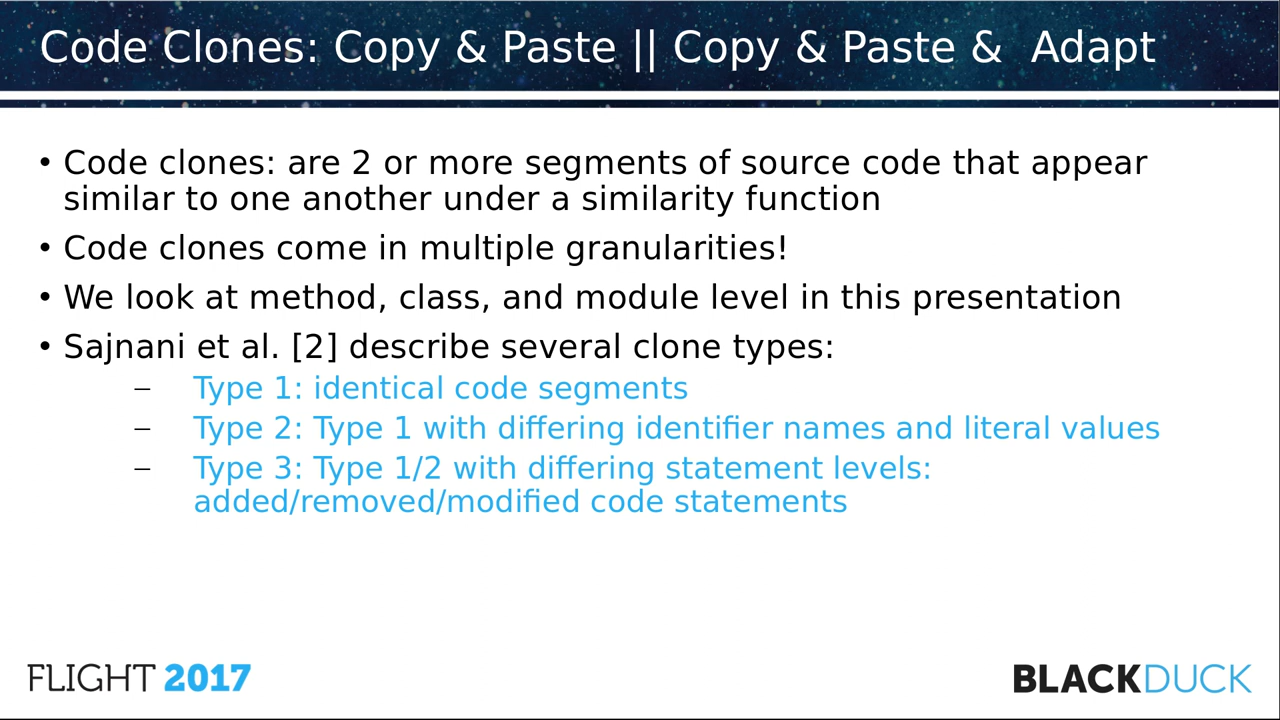 Code Clones: Copy & Paste || Copy & Paste &  Adapt
• Code clones: are 2 or more segments of source code that appear
similar to one another under a similarity function
• Code clones come in multiple granularities!
• We look at method, class, and module level in this presentation
• Sajnani et al. [2] describe several clone types:
– Type 1: identical code segments
– Type 2: Type 1 with differing identifier names and literal values
– Type 3: Type 1/2 with differing statement levels:
added/removed/modified code statements
FLIGHT 2017
BLACKDUCK